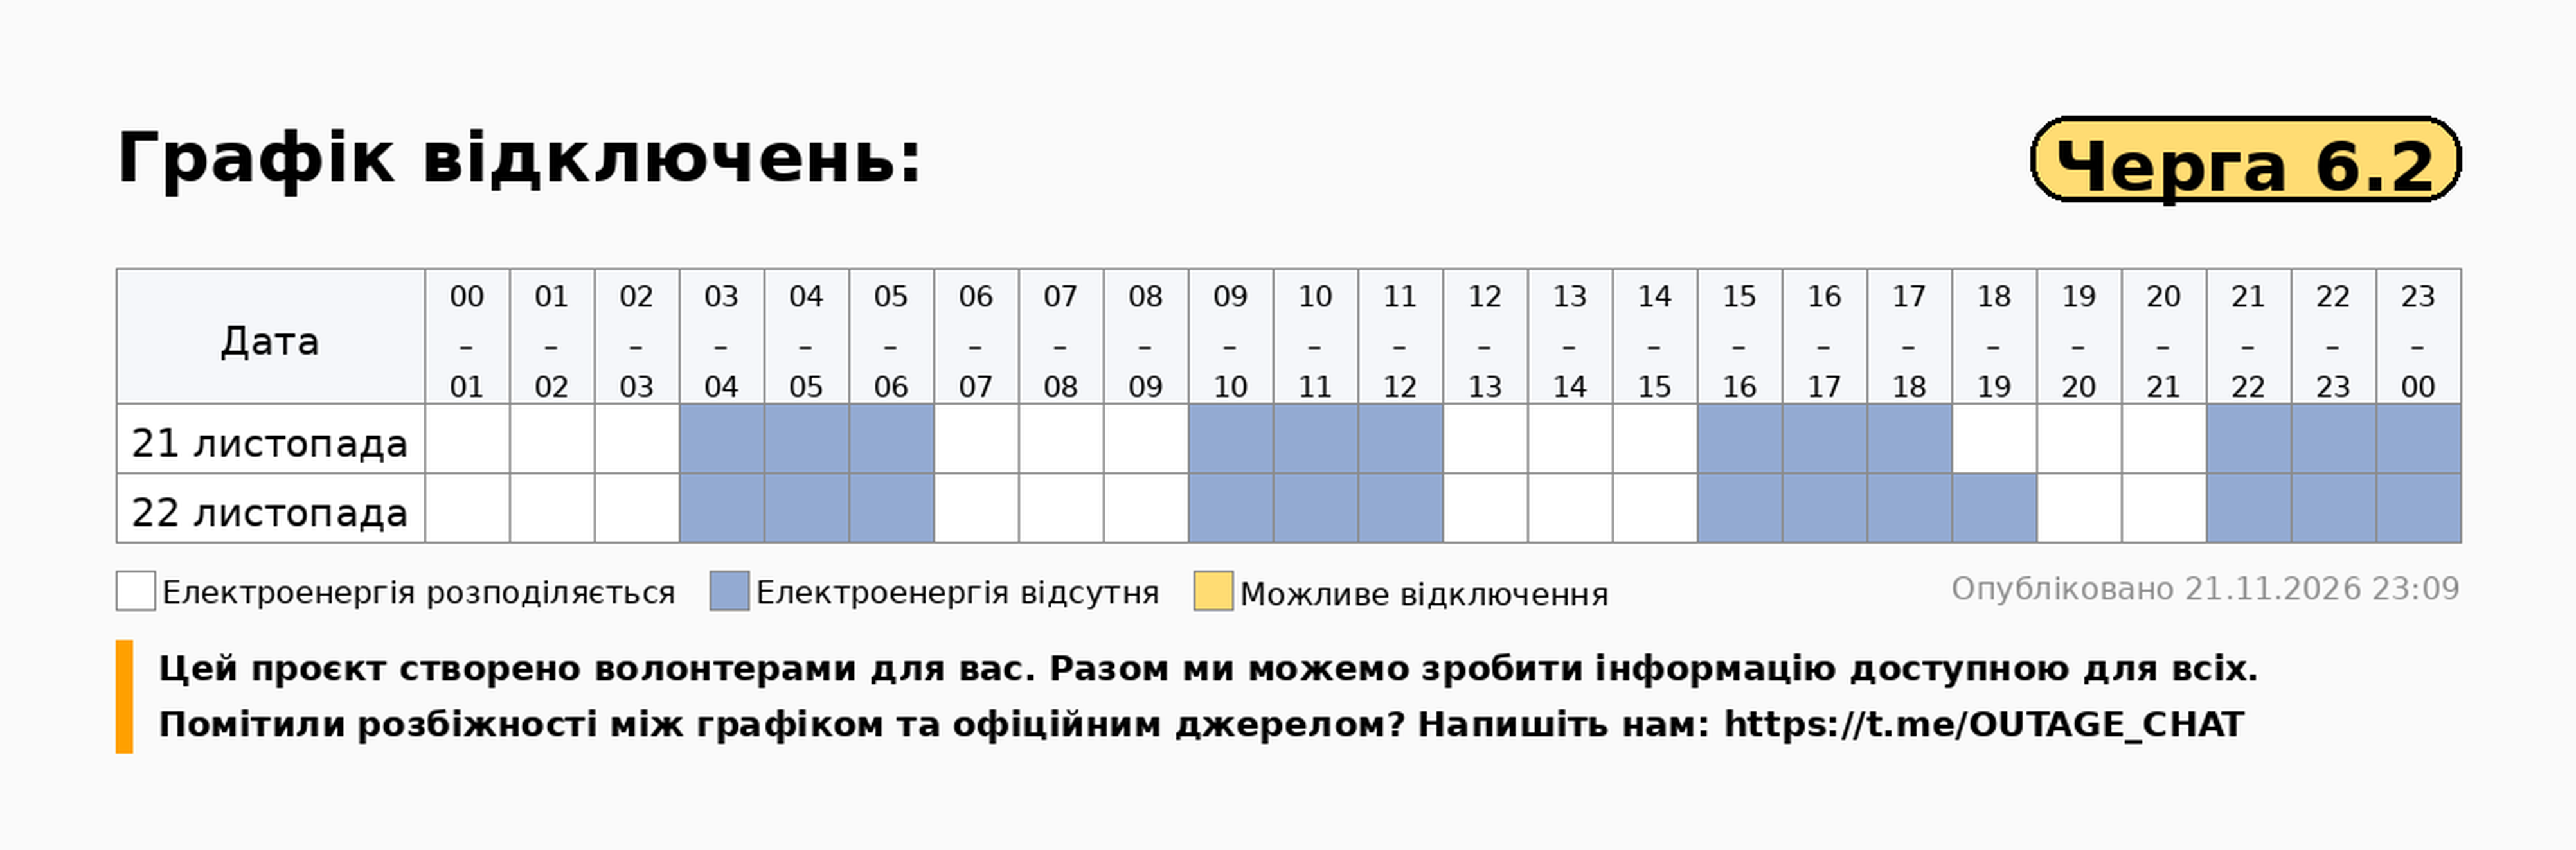 Графік відключень:
Черга 6.2
Дата
00 – 01
01 – 02
02 – 03
03 – 04
04 – 05
05 – 06
06 – 07
07 – 08
08 – 09
09 – 10
10 – 11
11 – 12
12 – 13
13 – 14
14 – 15
15 – 16
16 – 17
17 – 18
18 – 19
19 – 20
20 – 21
21 – 22
22 – 23
23 – 00
21 листопада
22 листопада
Електроенергія розподіляється
Електроенергія відсутня
Можливе відключення
Опубліковано 21.11.2026 23:09
Цей проєкт створено волонтерами для вас. Разом ми можемо зробити інформацію доступною для всіх.
Помітили розбіжності між графіком та офіційним джерелом? Напишіть нам: https://t.me/OUTAGE_CHAT